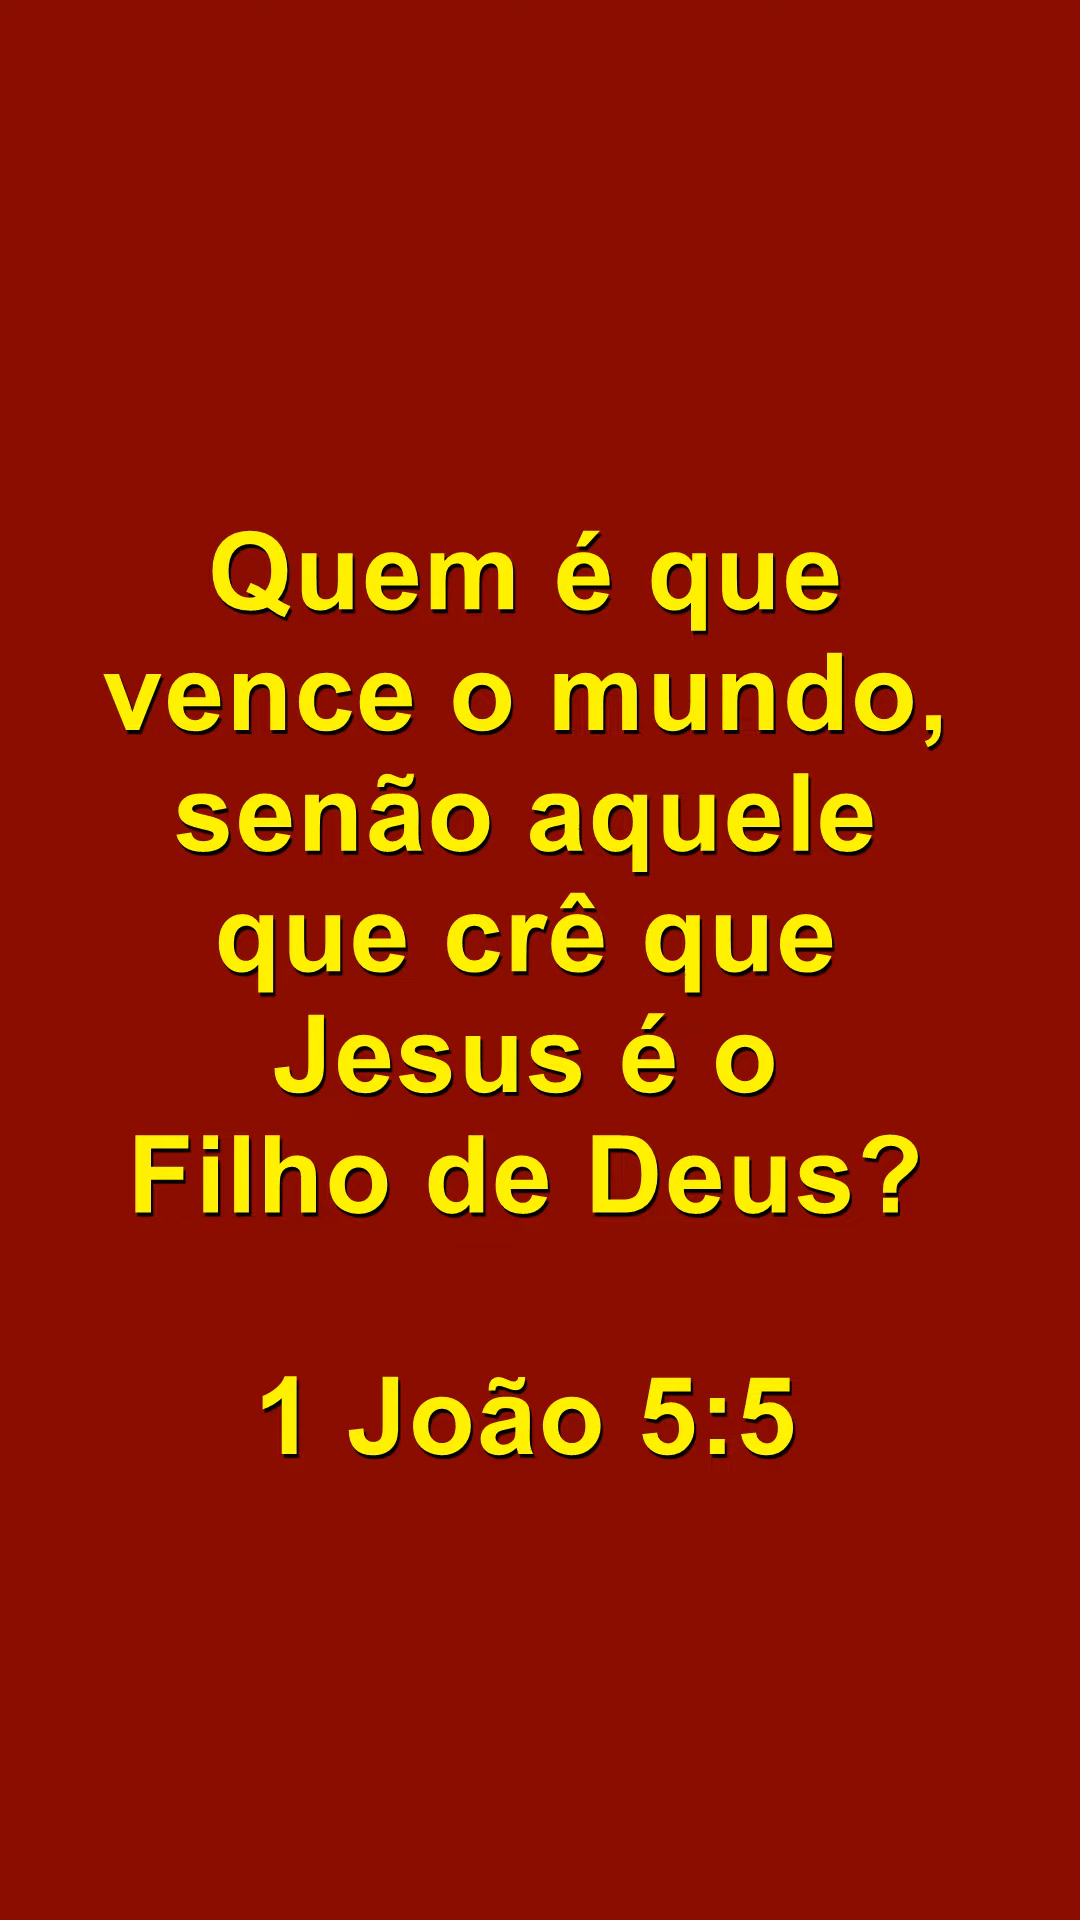 Quem é que
vence o mundo,
senão aquele
que crê que
Jesus é o
Filho de Deus?
1 João 5:5